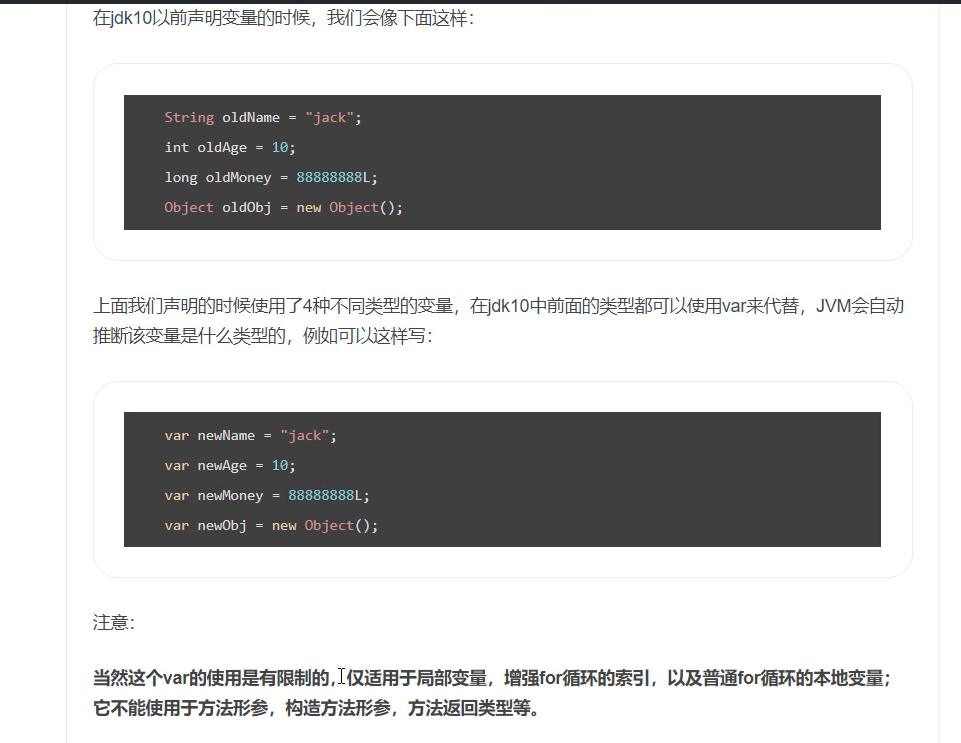 在jdk10以前声明变量的时候，我们会像下面这样：
String oldName = "jack";
int oldAge = 10;
long oldMoney = 88888888L;
Object oldObj = new Object();
上面我们声明的时候使用了4种不同类型的变量，在jdk10中前面的类型都可以使用var来代替，JVM会自动
推断该变量是什么类型的，例如可以这样写：
var newName = "jack";
var newAge = 10;
var newMoney = 88888888L;
var newObj = new Object();
注意：
当然这个var的使用是有限制的，仅适用于局部变量，增强for循环的索引，以及普通for循环的本地变量；
它不能使用于方法形参，构造方法形参，方法返回类型等。